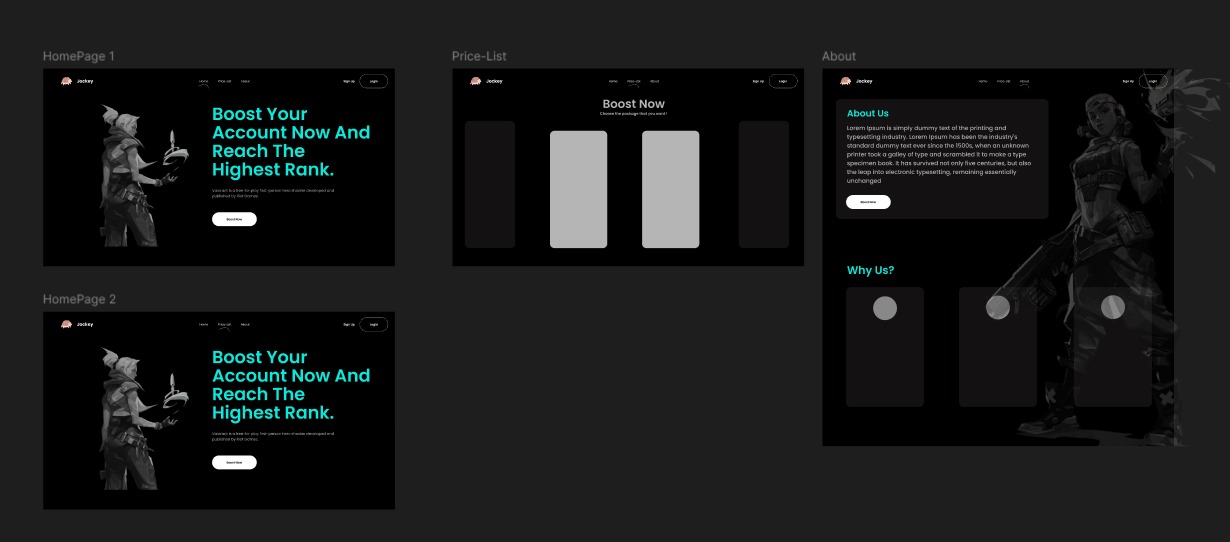 HomePage 1
Jockey
Home Price-List About
Sign Up Login
Boost Your
Account Now And
Reach The
Highest Rank.
Valorant is a free-to-play first-person hero shooter developed and
published by Riot Games.
Boost Now
HomePage 2
Jockey
Home Price-List About
Sign Up Login
Boost Your
Account Now And
Reach The
Highest Rank.
Valorant is a free-to-play first-person hero shooter developed and
published by Riot Games.
Boost Now
Price-List
Jockey
Home Price-List About
Sign Up Login
Boost Now
Choose the package that you want!
About
Jockey
Home Price-List About
Sign Up Login
About Us
Lorem Ipsum is simply dummy text of the printing and
typesetting industry. Lorem Ipsum has been the industry's
standard dummy text ever since the 1500s, when an unknown
printer took a galley of type and scrambled it to make a type
specimen book. It has survived not only five centuries, but also
the leap into electronic typesetting, remaining essentially
unchanged
Boost Now
Why Us?